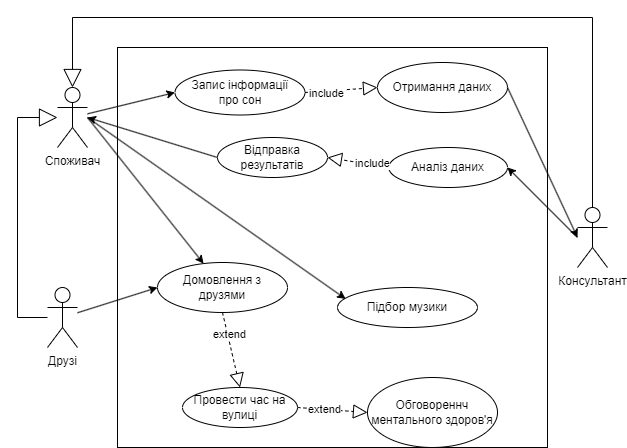 Запис інформації
про сон
include
Отримання даних
Споживач
Відправка
результатів
include
Аналіз даних
Консультант
Домовлення з
друзями
Підбор музики
extend
Друзі
Провести час на
вулиці
extend
Обговореннч
ментального здоров'я